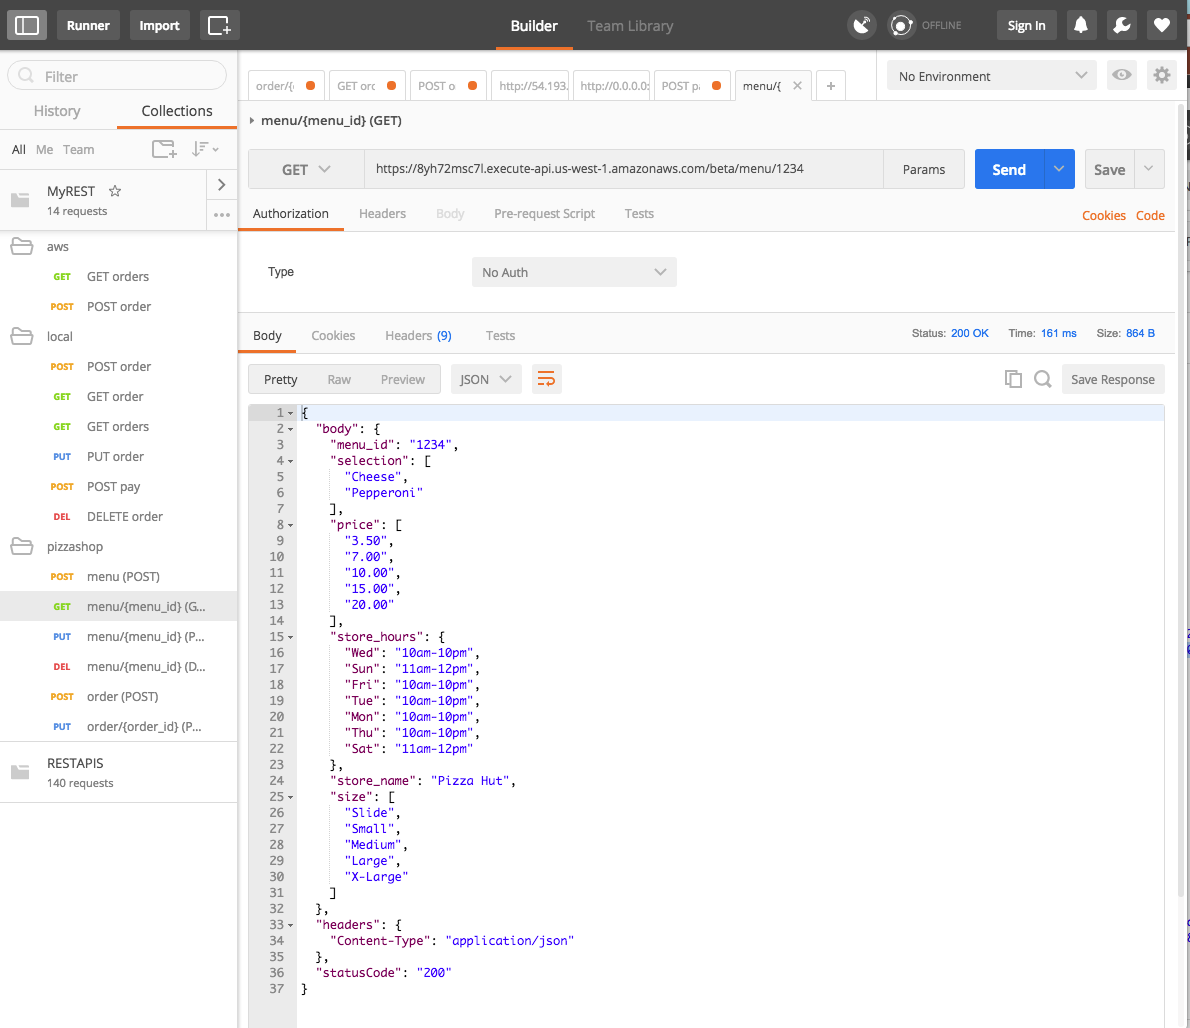 Runner
Import
Builder
Team Library
OFFLINE
Sign In
Filter
History
Collections
All Me Team
MyREST
14 requests
aws
GET GET orders
POST POST order
local
POST POST order
GET GET order
GET GET orders
PUT PUT order
POST POST pay
DEL DELETE order
pizzashop
POST menu (POST)
GET menu/{menu_id} (G...
PUT menu/{menu_id} (P...
DEL menu/{menu_id} (D...
POST order (POST)
PUT order/{order_id} (P...
RESTAPIS
140 requests
order/{
GET orc
POST o
http://54.193.
http://0.0.0.0:
POST p
menu/{
+
No Environment
menu/{menu_id} (GET)
GET
https://8yh72msc7l.execute-api.us-west-1.amazonaws.com/beta/menu/1234
Params
Send
Save
Authorization
Headers
Body
Pre-request Script
Tests
Cookies Code
Type
No Auth
Body
Cookies
Headers (9)
Tests
Status: 200 OK Time: 161 ms Size: 864 B
Pretty
Raw
Preview
JSON
Save Response
1 {
2 "body": {
3 "menu_id": "1234",
4 "selection": [
5 "Cheese",
6 "Pepperoni"
7 ],
8 "price": [
9 "3.50",
10 "7.00",
11 "10.00",
12 "15.00",
13 "20.00"
14 ],
15 "store_hours": {
16 "Wed": "10am-10pm",
17 "Sun": "11am-12pm",
18 "Fri": "10am-10pm",
19 "Tue": "10am-10pm",
20 "Mon": "10am-10pm",
21 "Thu": "10am-10pm",
22 "Sat": "11am-12pm"
23 },
24 "store_name": "Pizza Hut",
25 "size": [
26 "Slide",
27 "Small",
28 "Medium",
29 "Large",
30 "X-Large"
31 ]
32 },
33 "headers": {
34 "Content-Type": "application/json"
35 },
36 "statusCode": "200"
37 }